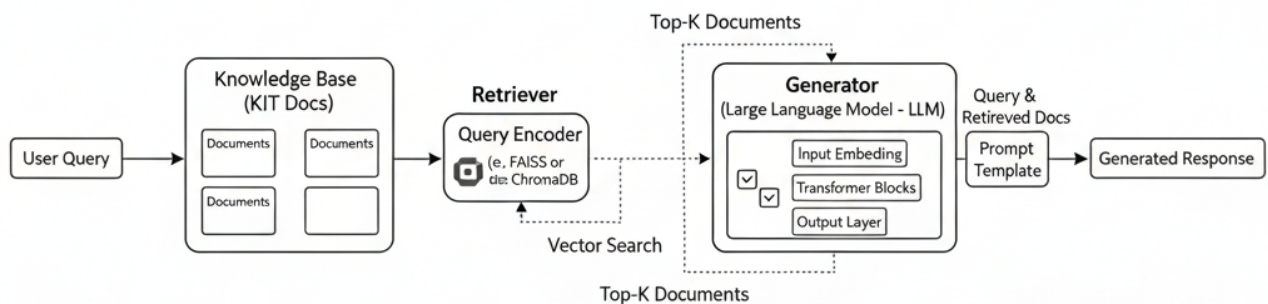 Top-K Documents
Knowledge Base
(KIT Docs)
Documents
Documents
Documents
User Query
Retriever
Query Encoder
(e, FAISS or
ChromaDB
Vector Search
Generator
(Large Language Model - LLM)
Input Embeding
Transformer Blocks
Output Layer
Top-K Documents
Query &
Retireved Docs
Prompt
Template
Generated Response